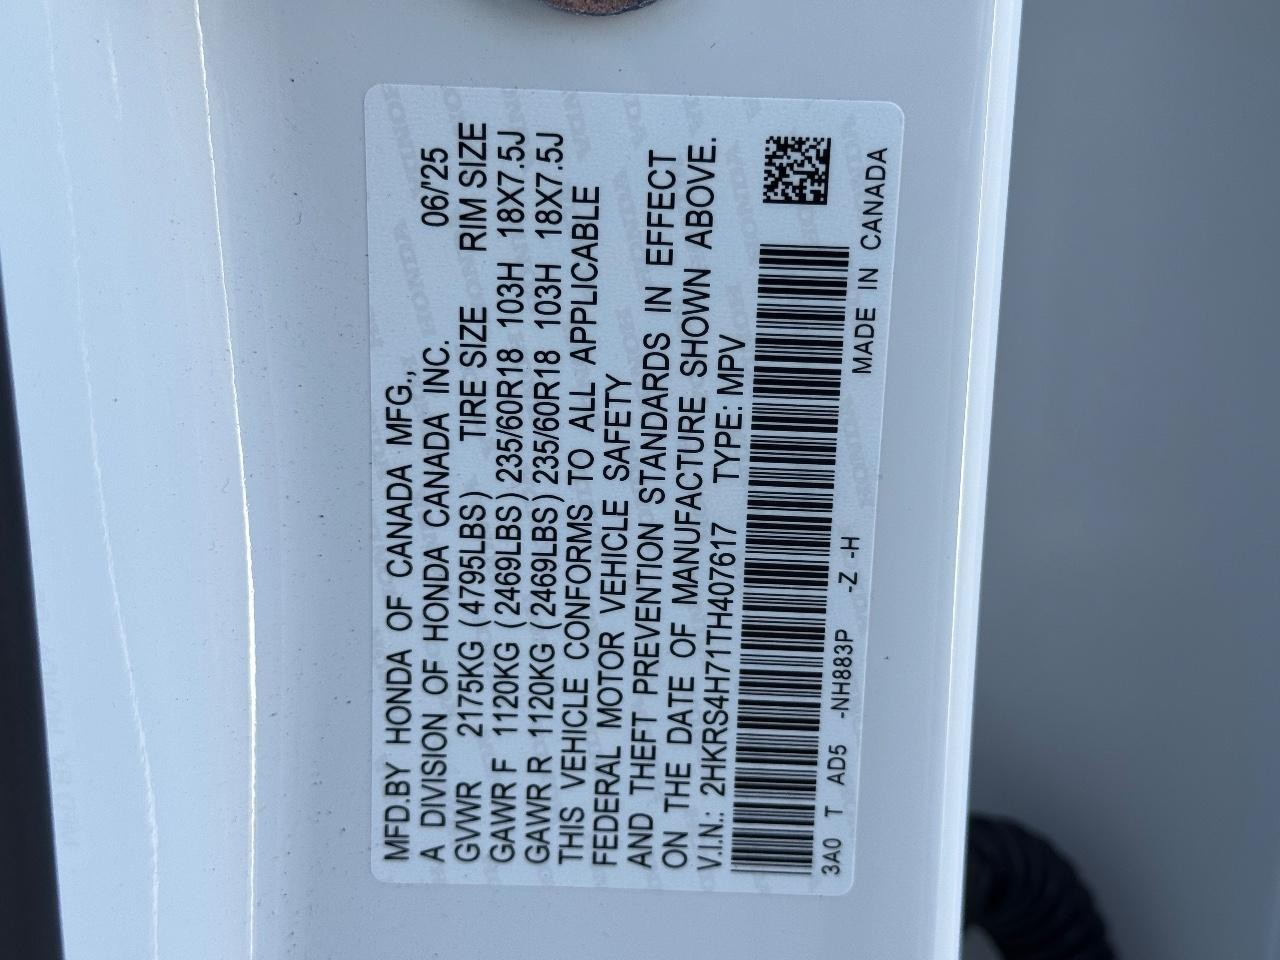 MFD.BY HONDA OF CANADA MFG.,
A DIVISION OF HONDA CANADA INC. 06/'25
GVWR 2175KG (4795LBS) TIRE SIZE RIM SIZE
GAWR F 1120KG (2469LBS) 235/60R18 103H 18X7.5J
GAWR R 1120KG (2469LBS) 235/60R18 103H 18X7.5J
THIS VEHICLE CONFORMS TO ALL APPLICABLE
FEDERAL MOTOR VEHICLE SAFETY
AND THEFT PREVENTION STANDARDS IN EFFECT
ON THE DATE OF MANUFACTURE SHOWN ABOVE.
V.I.N.: 2HKRS4H71TH407617 TYPE: MPV
3A0 T AD5 -NH883P -Z -H MADE IN CANADA